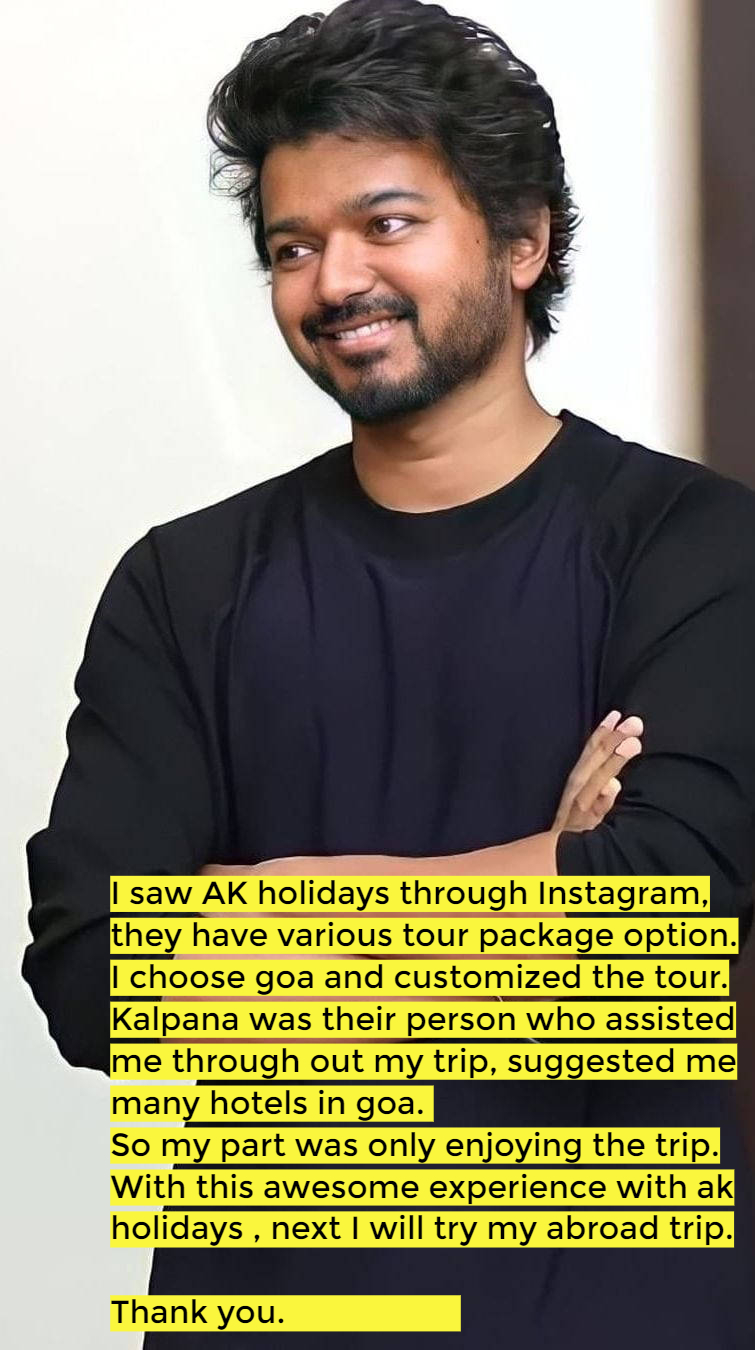 I saw AK holidays through Instagram,
they have various tour package option.
I choose goa and customized the tour.
Kalpana was their person who assisted
me through out my trip, suggested me
many hotels in goa.
So my part was only enjoying the trip.
With this awesome experience with ak
holidays , next I will try my abroad trip.
Thank you.